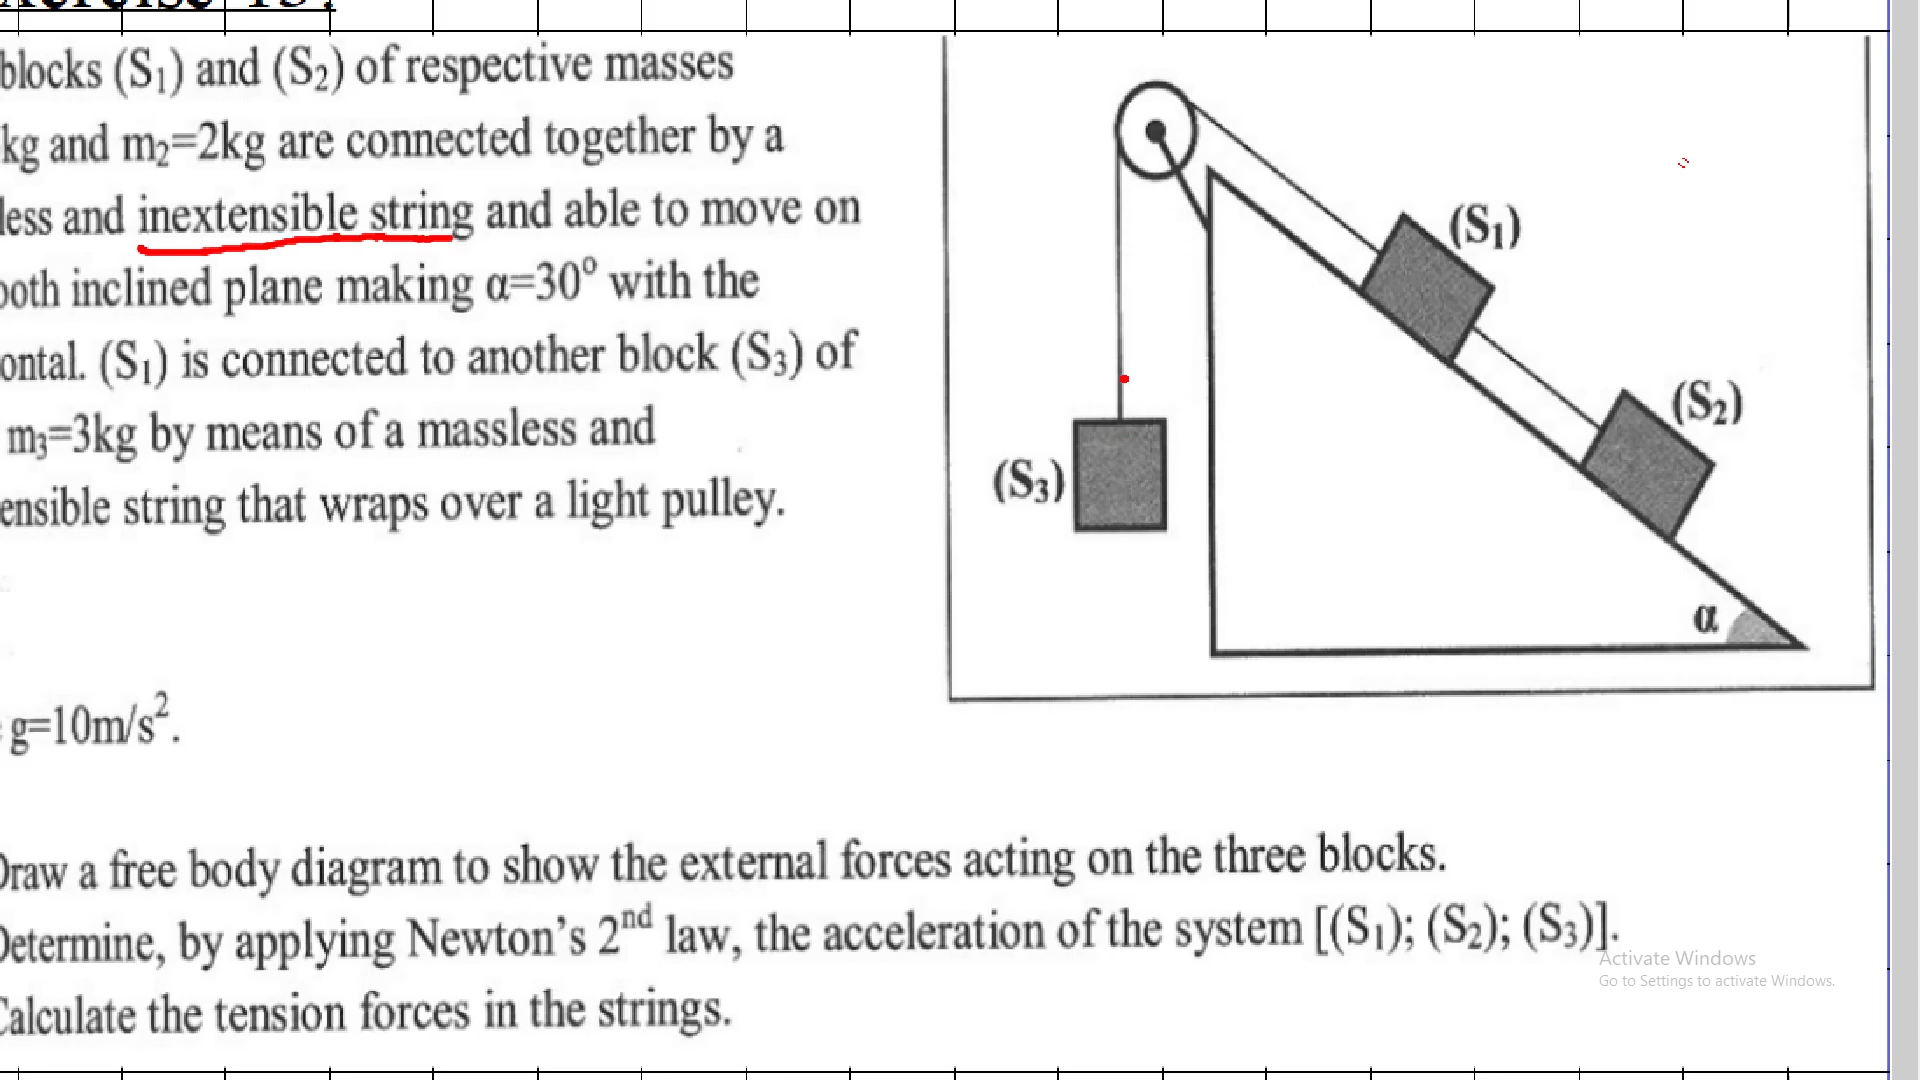 blocks (S₁) and (S₂) of respective masses
kg and m₂=2kg are connected together by a
less and inextensible string and able to move on
ooth inclined plane making α=30° with the
ontal. (S₁) is connected to another block (S₃) of
m₃=3kg by means of a massless and
ensible string that wraps over a light pulley.
g=10m/s².
(S₁)
(S₂)
(S₃)
α
Draw a free body diagram to show the external forces acting on the three blocks.
Determine, by applying Newton's 2nd law, the acceleration of the system [(S₁); (S₂); (S₃)].
Calculate the tension forces in the strings.
Activate Windows
Go to Settings to activate Windows.